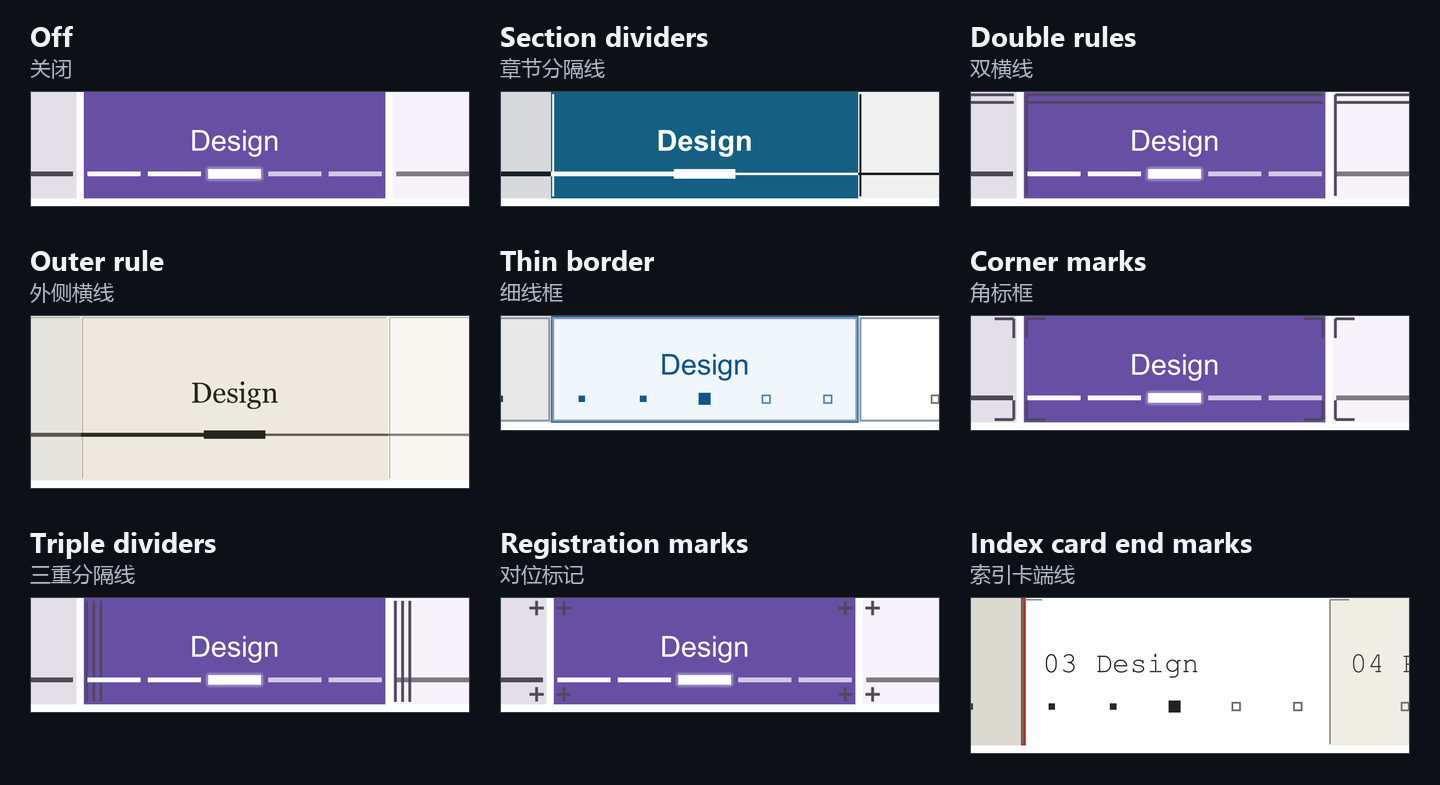 Off
关闭
Design
Section dividers
章节分隔线
Design
Double rules
双横线
Design
Outer rule
外侧横线
Design
Thin border
细线框
Design
Corner marks
角标框
Design
Triple dividers
三重分隔线
Design
Registration marks
对位标记
Design
Index card end marks
索引卡端线
03 Design
04